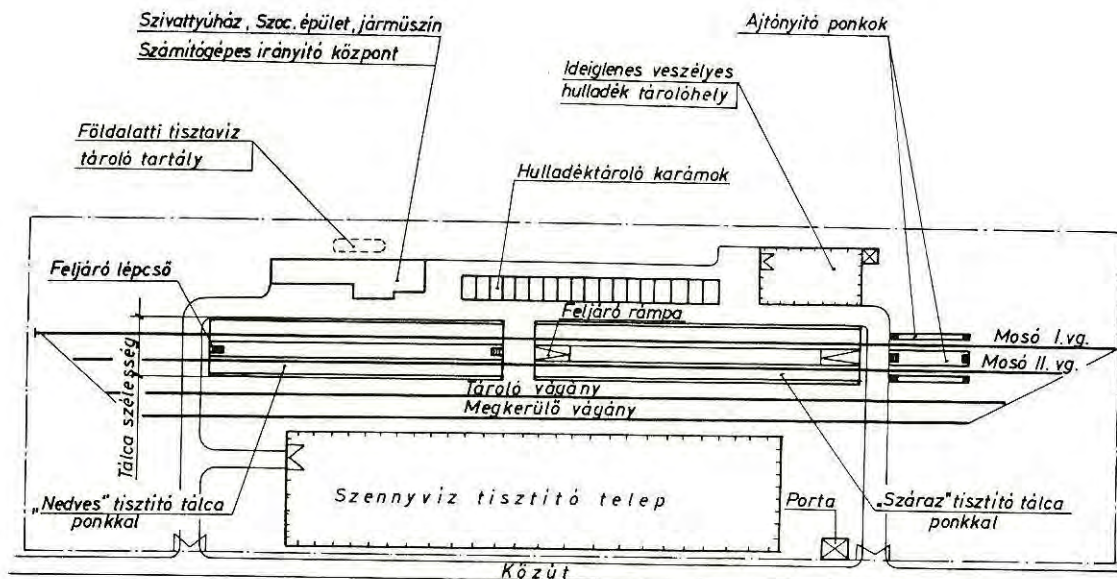 Szivattyúház, Szoc. épület, jármüszín
Számítógépes irányító központ
Ajtónyitó ponkok
Ideiglenes veszélyes
hulladék tárolóhely
Földalatti tisztavíz
tároló tartály
Hulladéktároló karámok
Feljáró lépcső
Feljáró rámpa
Mosó I.vg.
Mosó II.vg.
Tálca szélesség
Tároló vágány
Megkerülő vágány
„Nedves" tisztító tálca
ponkkal
Szennyvíz tisztító telep
Porta
„Száraz" tisztító tálca
ponkkal
Közút